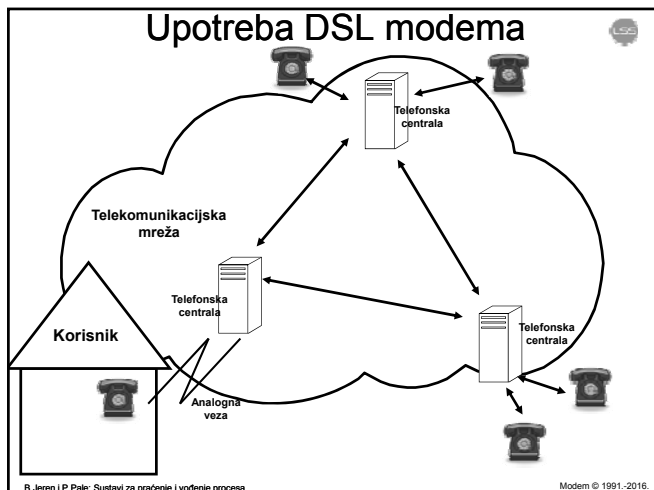 Upotreba DSL modema
LSS
Telefonska
centrala
Telekomunikacijska
mreža
Telefonska
centrala
Telefonska
centrala
Korisnik
Analogna
veza
B.Jeren i P.Pale: Sustavi za praćenje i vođenje procesa
Modem © 1991.-2016.